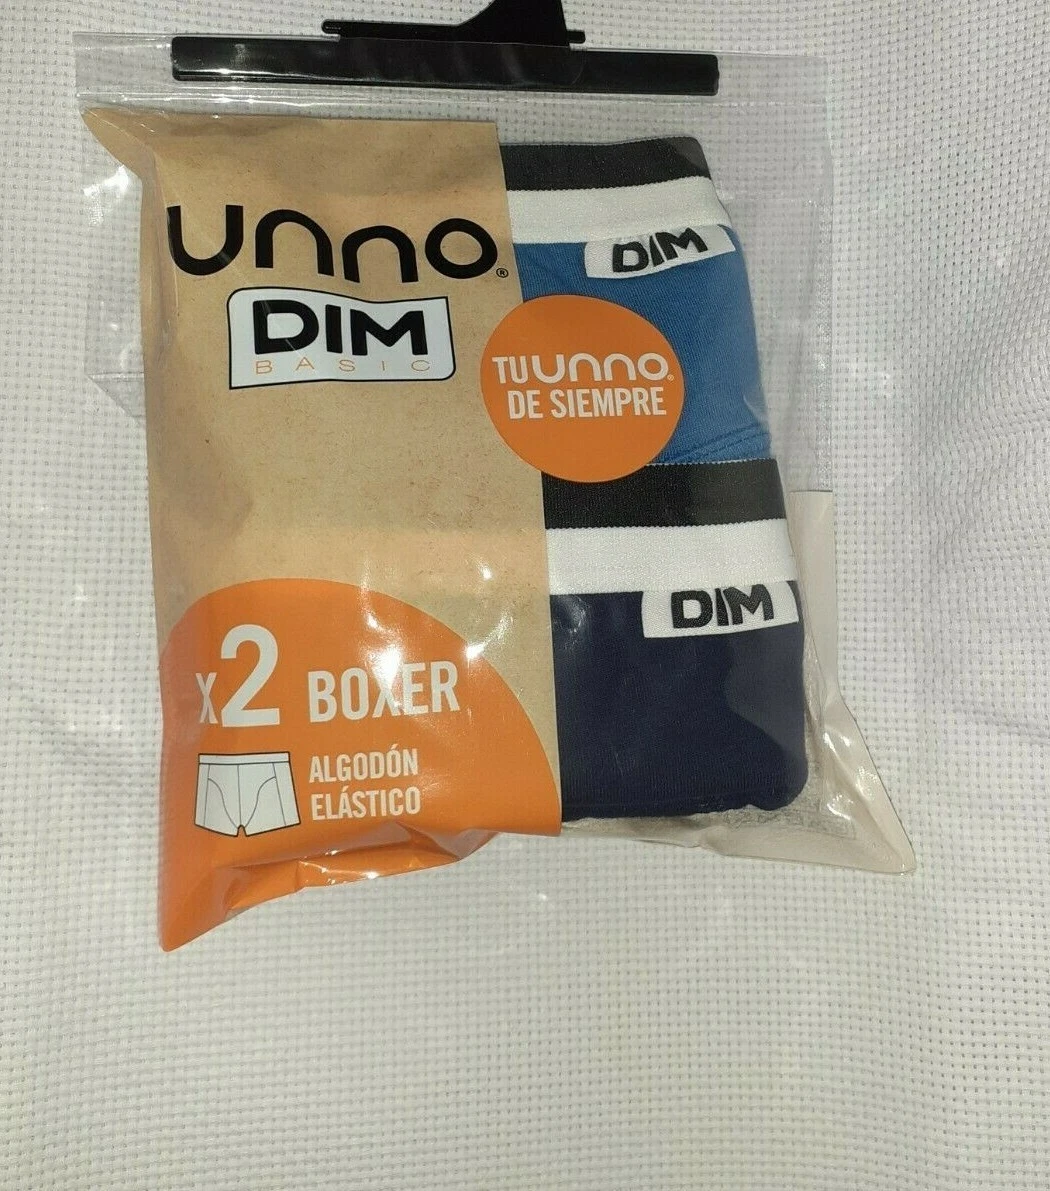 unno®
DIM
BASIC
DIM
TU unno®
DE SIEMPRE
DIM
x2 BOXER
ALGODÓN
ELÁSTICO